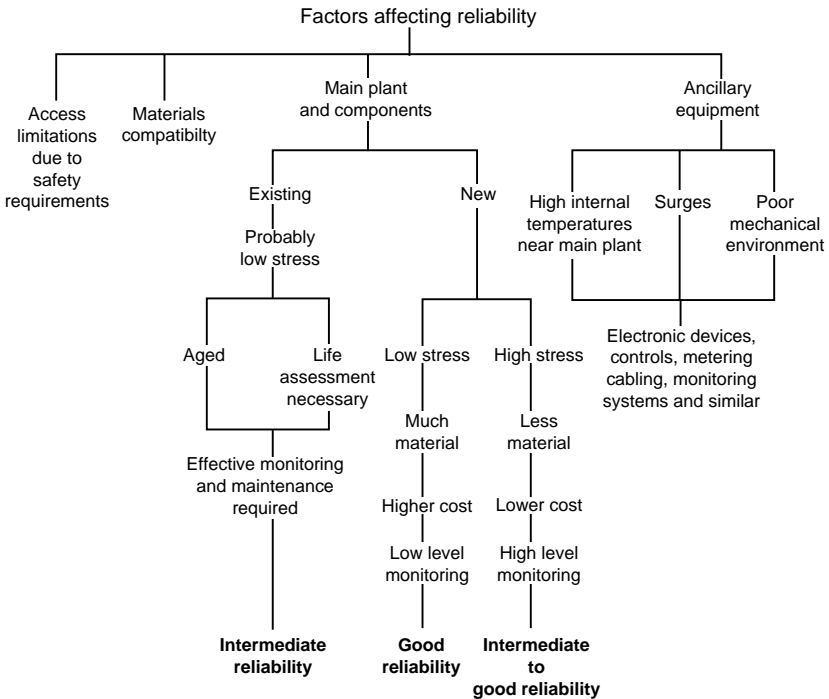 Factors affecting reliability
Access
limitations
due to
safety
requirements
Materials
compatibilty
Main plant
and components
Ancillary
equipment
Existing
Probably
low stress
New
High internal
temperatures
near main plant
Surges
Poor
mechanical
environment
Aged
Life
assessment
necessary
Low stress
High stress
Electronic devices,
controls, metering
cabling, monitoring
systems and similar
Much
material
Less
material
Effective monitoring
and maintenance
required
Higher cost
Lower cost
Low level
monitoring
High level
monitoring
Intermediate
reliability
Good
reliability
Intermediate
to
good reliability